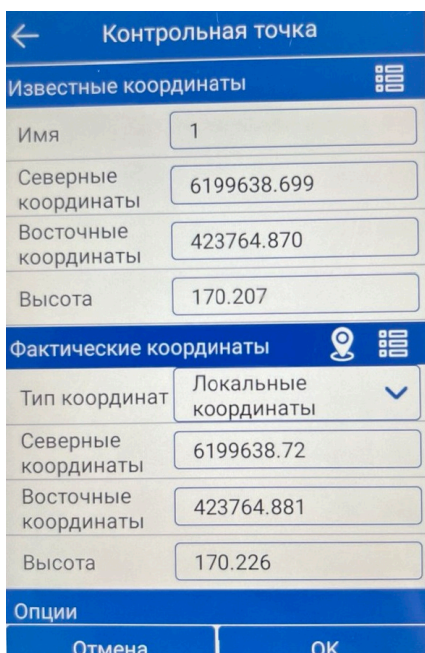 Контрольная точка
Известные координаты
Имя
1
Северные
координаты
6199638.699
Восточные
координаты
423764.870
Высота
170.207
Фактические координаты
Тип координат
Локальные
координаты
Северные
координаты
6199638.72
Восточные
координаты
423764.881
Высота
170.226
Опции
Отмена
OK